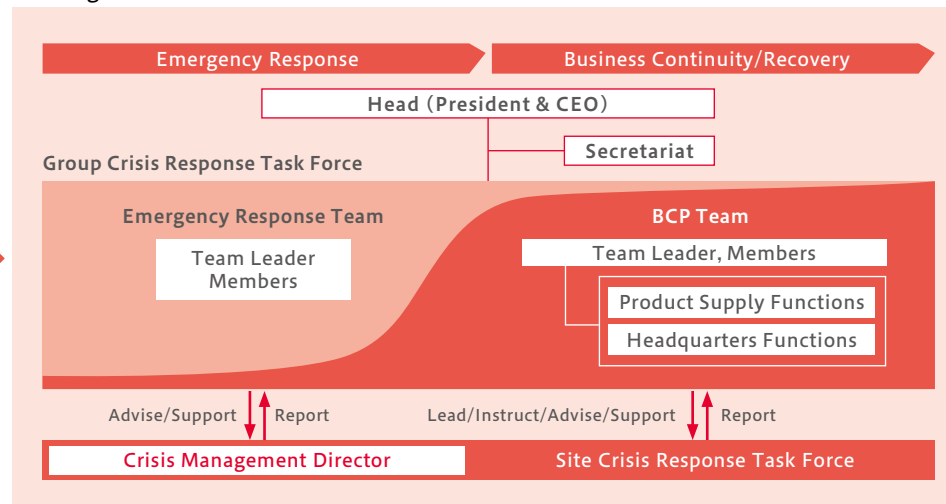 Emergency Response
Business Continuity/Recovery
Head (President & CEO)
Secretariat
Group Crisis Response Task Force
Emergency Response Team
Team Leader
Members
BCP Team
Team Leader, Members
Product Supply Functions
Headquarters Functions
Advise/Support
Report
Lead/Instruct/Advise/Support
Report
Crisis Management Director
Site Crisis Response Task Force